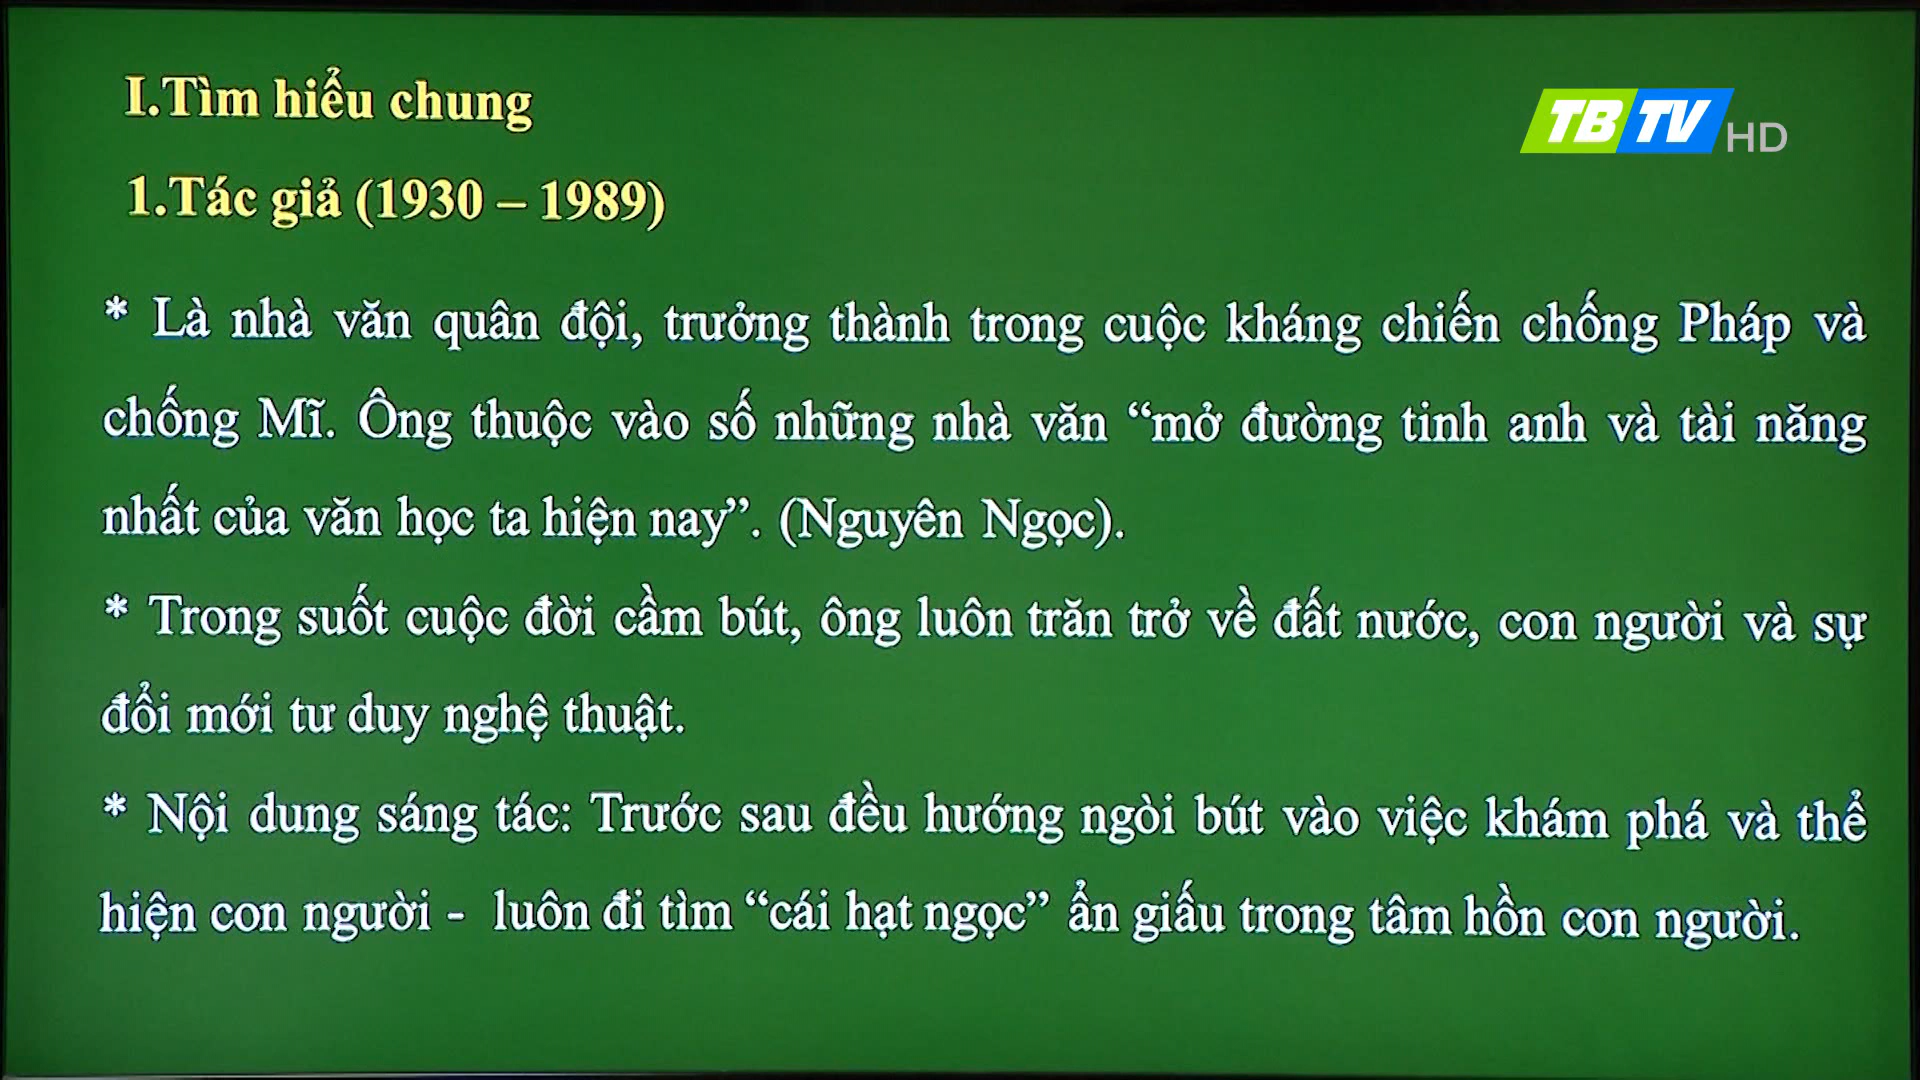 I.Tìm hiểu chung
TBTV HD
1.Tác giả (1930 – 1989)
* Là nhà văn quân đội, trưởng thành trong cuộc kháng chiến chống Pháp và
chống Mĩ. Ông thuộc vào số những nhà văn “mở đường tinh anh và tài năng
nhất của văn học ta hiện nay”. (Nguyên Ngọc).
* Trong suốt cuộc đời cầm bút, ông luôn trăn trở về đất nước, con người và sự
đổi mới tư duy nghệ thuật.
* Nội dung sáng tác: Trước sau đều hướng ngòi bút vào việc khám phá và thể
hiện con người - luôn đi tìm “cái hạt ngọc” ẩn giấu trong tâm hồn con người.